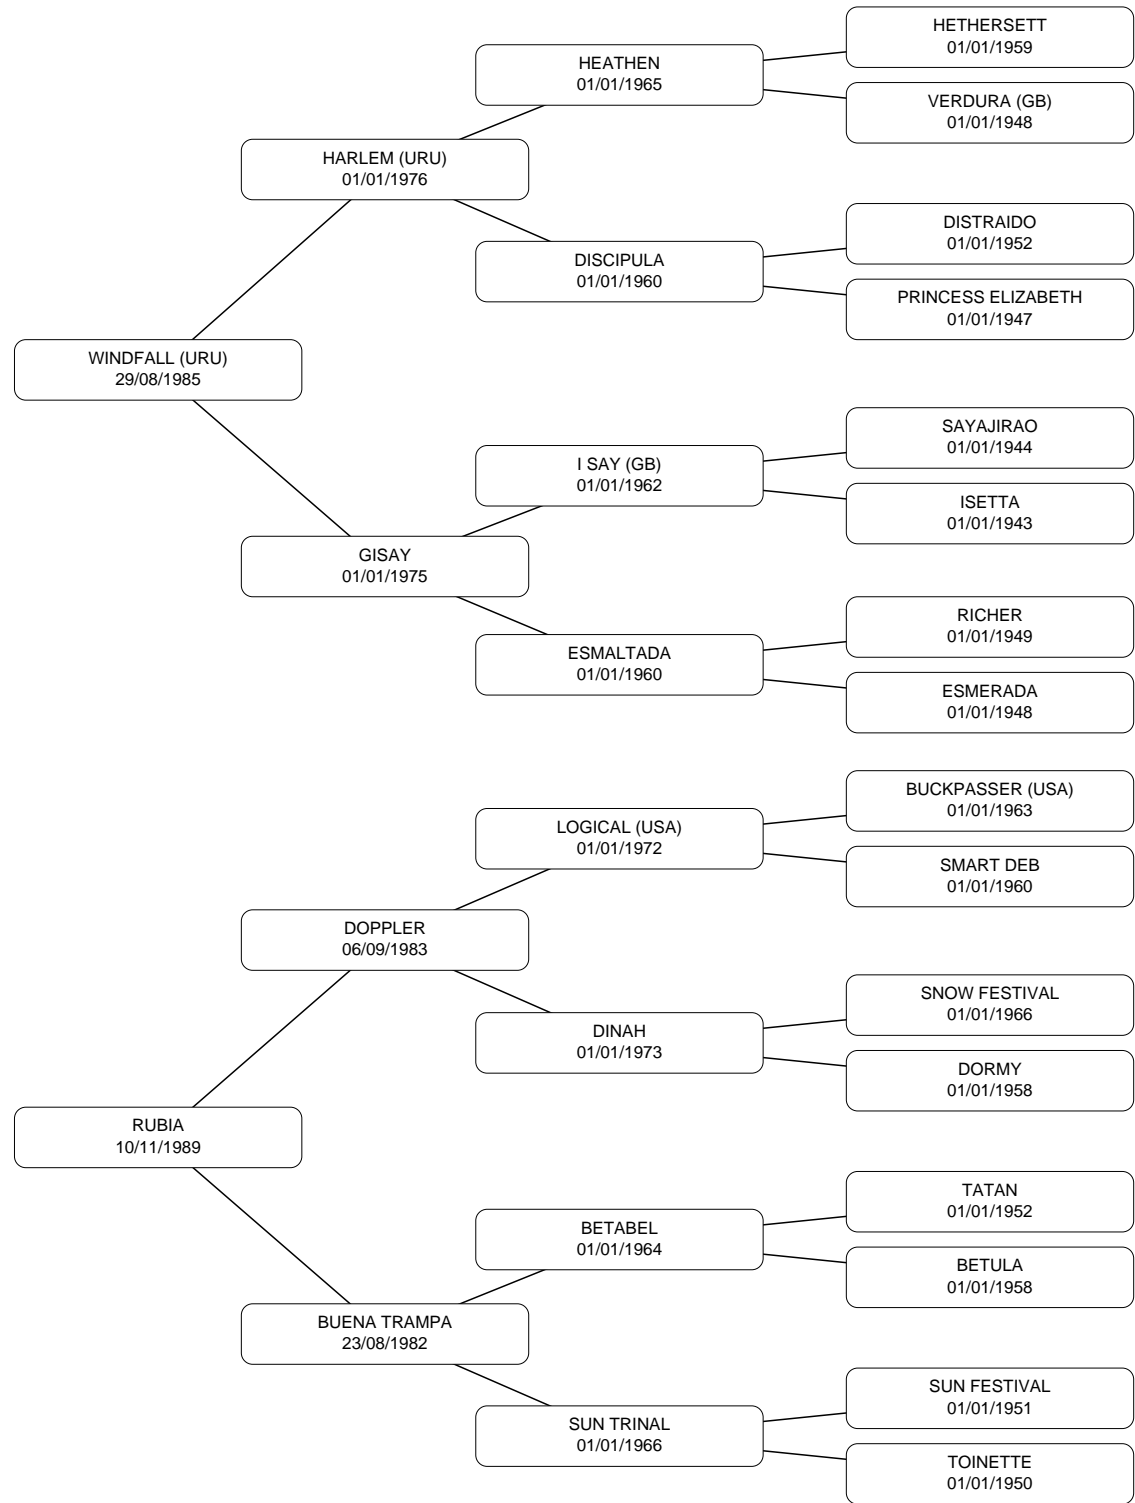 HETHERSETT
01/01/1959
HEATHEN
01/01/1965
VERDURA (GB)
01/01/1948
HARLEM (URU)
01/01/1976
DISTRAIDO
01/01/1952
DISCIPULA
01/01/1960
PRINCESS ELIZABETH
01/01/1947
WINDFALL (URU)
29/08/1985
SAYAJIRAO
01/01/1944
I SAY (GB)
01/01/1962
ISETTA
01/01/1943
GISAY
01/01/1975
RICHER
01/01/1949
ESMALTADA
01/01/1960
ESMERADA
01/01/1948
BUCKPASSER (USA)
01/01/1963
LOGICAL (USA)
01/01/1972
SMART DEB
01/01/1960
DOPPLER
06/09/1983
SNOW FESTIVAL
01/01/1966
DINAH
01/01/1973
DORMY
01/01/1958
RUBIA
10/11/1989
TATAN
01/01/1952
BETABEL
01/01/1964
BETULA
01/01/1958
BUENA TRAMPA
23/08/1982
SUN FESTIVAL
01/01/1951
SUN TRINAL
01/01/1966
TOINETTE
01/01/1950